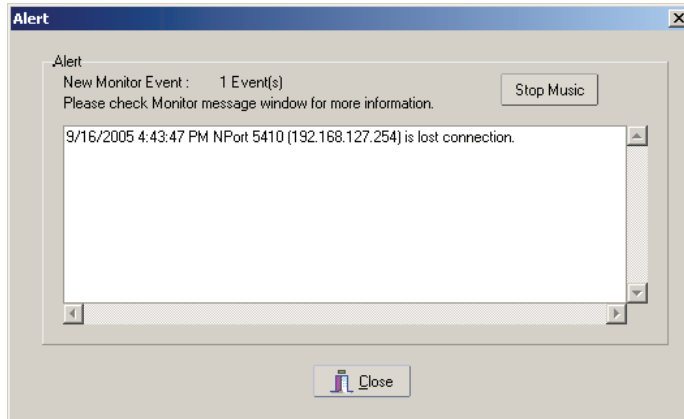 Alert
Alert
New Monitor Event : 1 Event(s)
Please check Monitor message window for more information.
Stop Music
9/16/2005 4:43:47 PM NPort 5410 (192.168.127.254) is lost connection.
Close